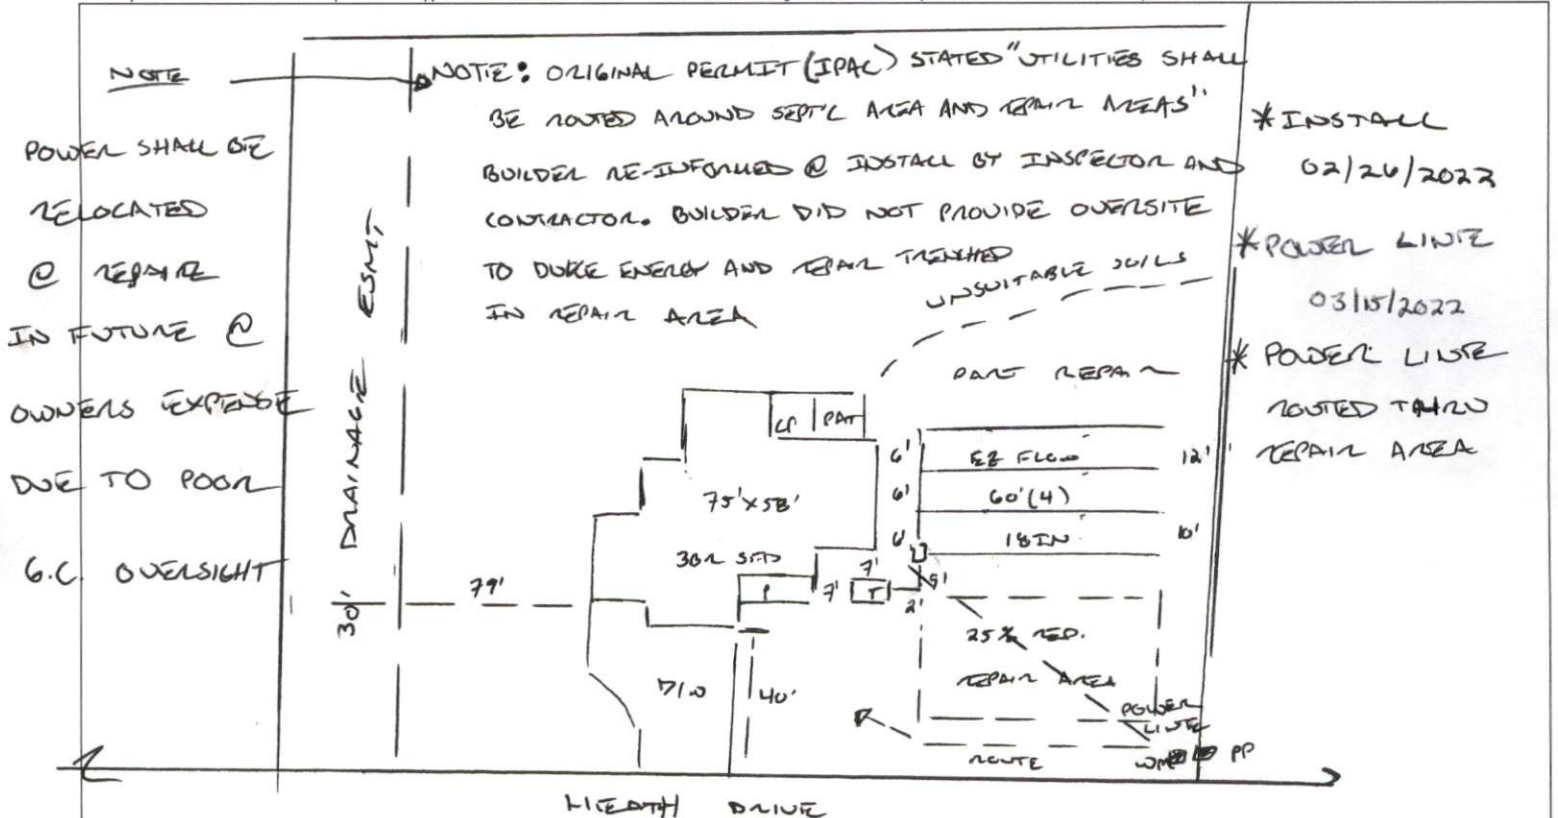 NOTE
POWER SHALL BE
RELOCATED
@ REPAIR
IN FUTURE @
OWNERS EXPENSE
DUE TO POOR
G.C. OVERSIGHT
NOTE: ORIGINAL PERMIT (IPAC) STATED "UTILITIES SHALL
BE ROUTED AROUND SEPTIC AREA AND REPAIR AREAS"
BUILDER RE-INFORMED @ INSTALL BY INSPECTOR AND
CONTRACTOR. BUILDER DID NOT PROVIDE OVERSITE
TO DUKE ENERGY AND REPAIR TRENCHED
IN REPAIR AREA
* INSTALL
02/26/2022
* POWER LINE
03/15/2022
* POWER LINE
ROUTED THRU
REPAIR AREA
30' DRAINAGE ESMT
UNSUITABLE SOILS
PART REPAIR
CP PAT
6' EZ FLOW 12'
75'X58' 6' 60'(4)
6' 18IN 10'
3BR SFD
7'
79' P 7' T 5'
2'
25% RED.
REPAIR AREA
D/W 40'
POWER
LINE
ROUTE WM PP
HEATH DRIVE